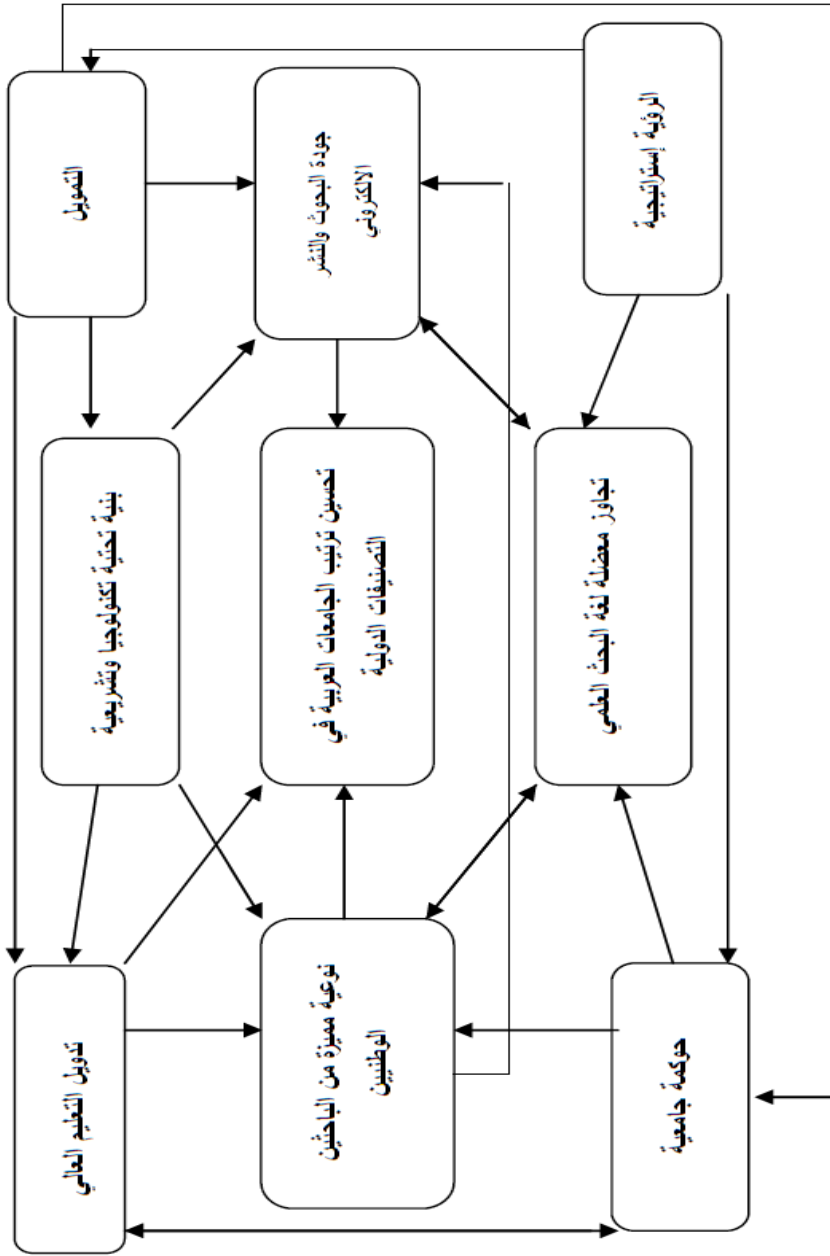 التمويل
بنية تحتية تكنولوجيا وتشريعية
تدويل التعليم العالي
جودة البحوث والنشر
الالكتروني
تحسين ترتيب الجامعات العربية في
التصنيفات الدولية
نوعية مميزة من الباحثين
الوطنيين
الرؤية إستراتيجية
تجاوز معضلة لغة البحث العلمي
حوكمة جامعية